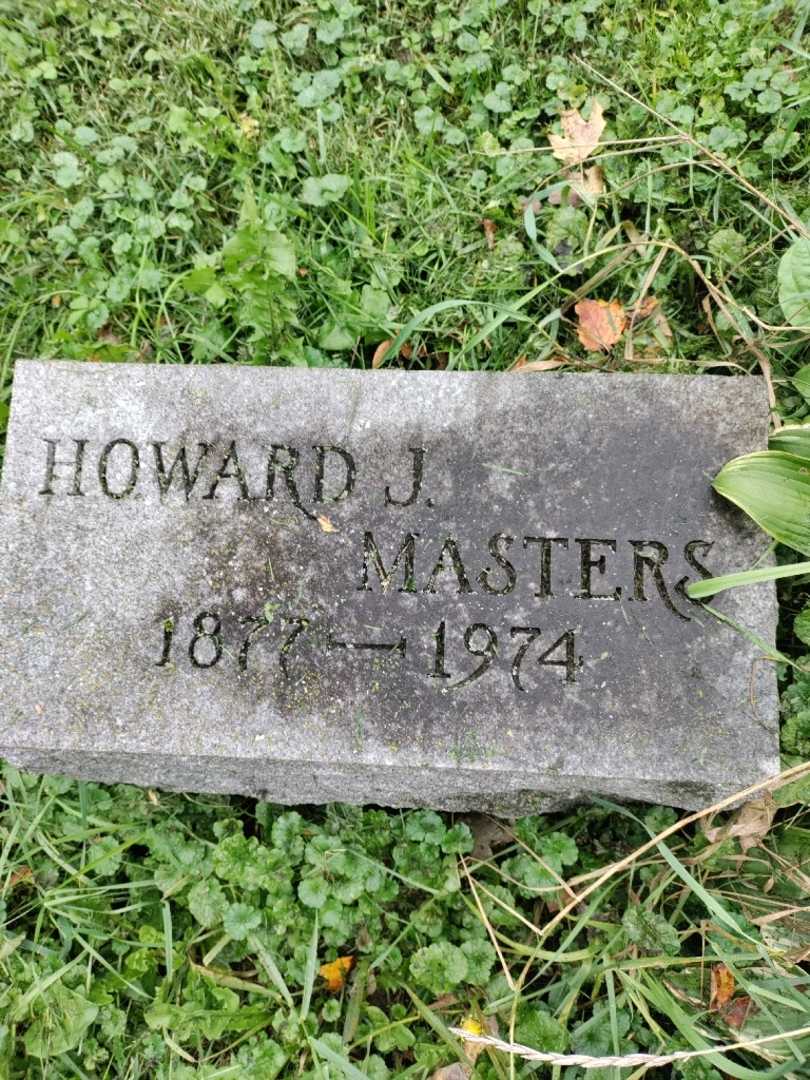 HOWARD J.
MASTERS
1877 — 1974